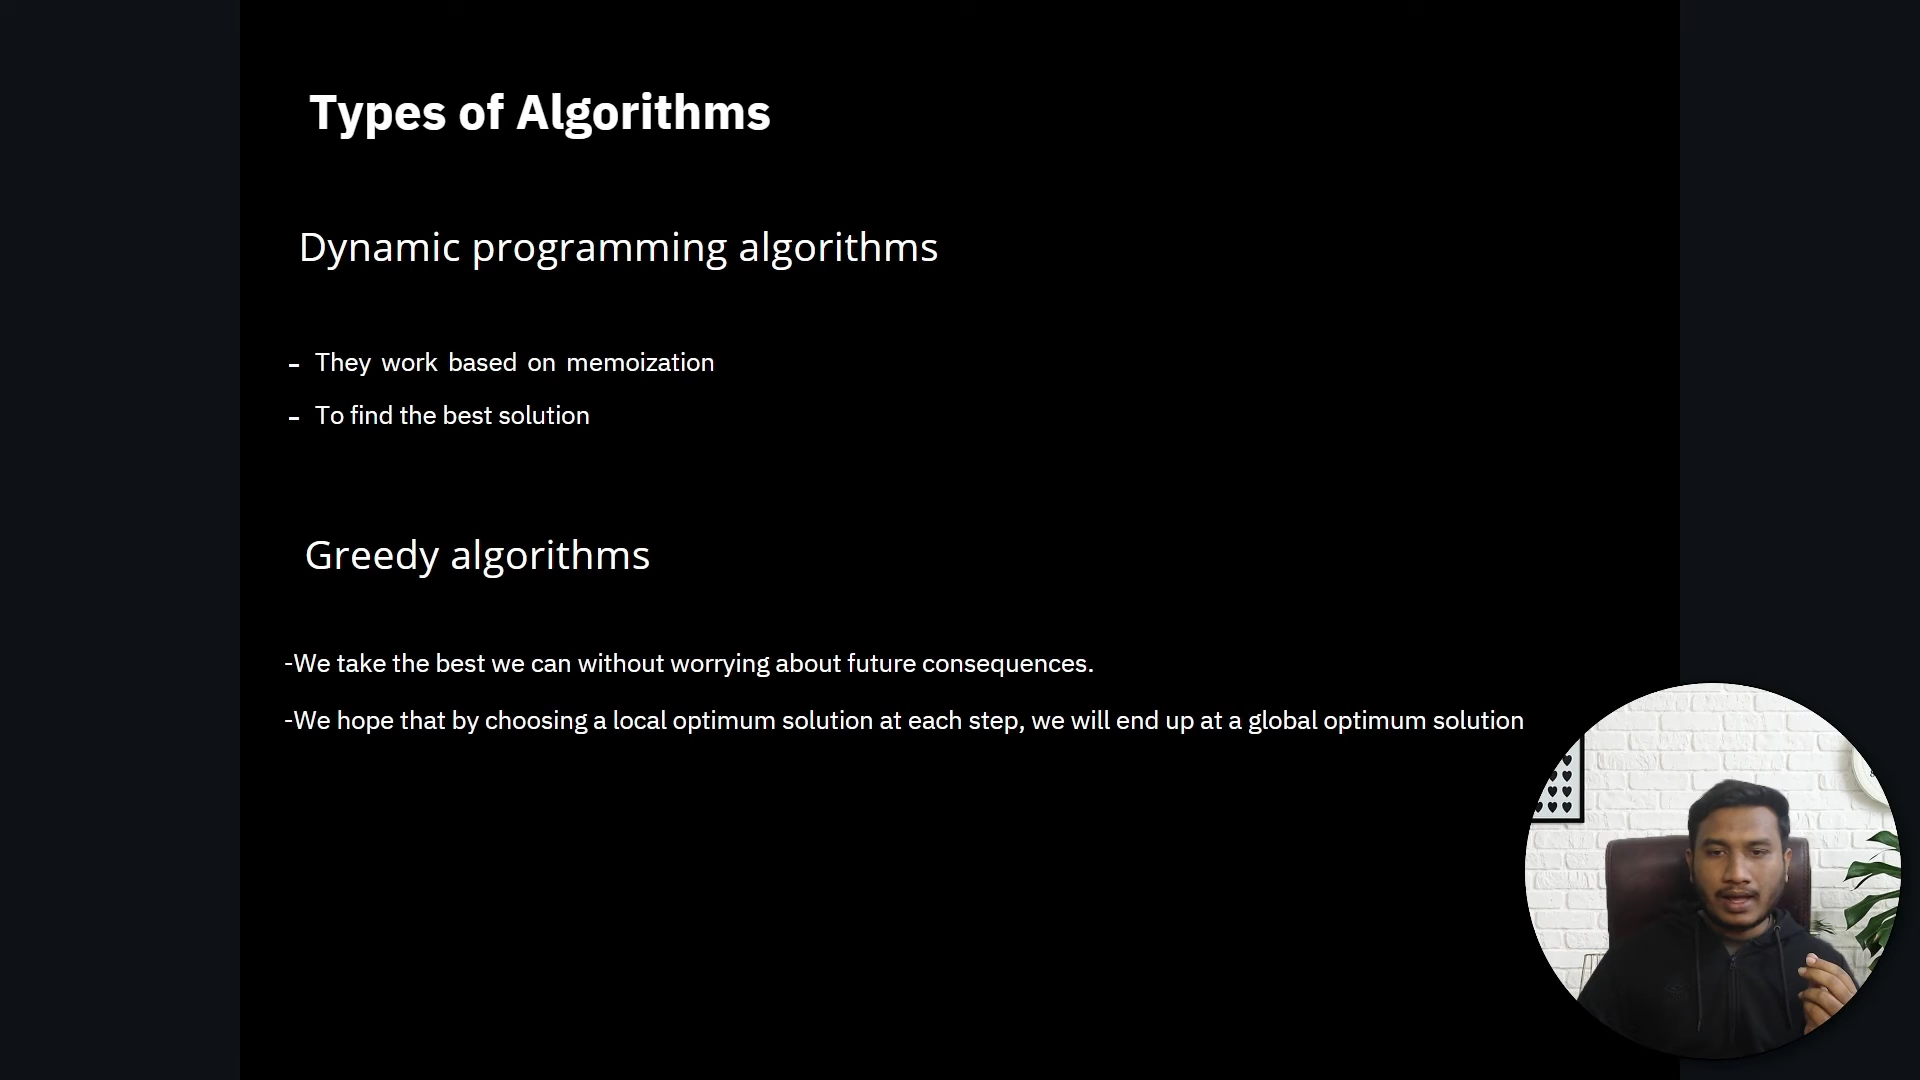 Types of Algorithms
Dynamic programming algorithms
- They work based on memoization
- To find the best solution
Greedy algorithms
-We take the best we can without worrying about future consequences.
-We hope that by choosing a local optimum solution at each step, we will end up at a global optimum solution